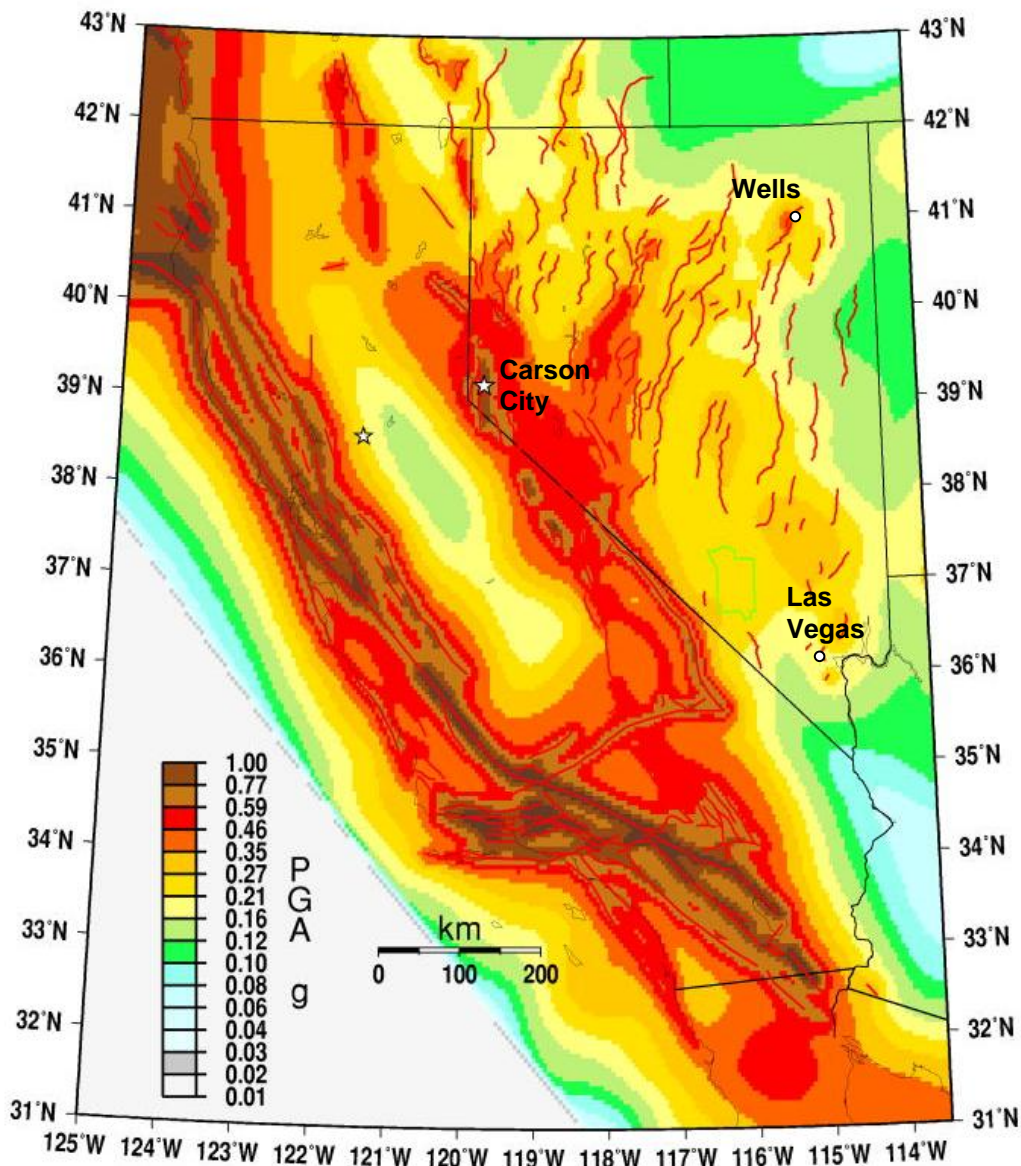 43˚N
43˚N
42˚N
42˚N
Wells
41˚N
41˚N
40˚N
40˚N
Carson
City
39˚N
39˚N
38˚N
38˚N
37˚N
37˚N
Las
Vegas
36˚N
36˚N
35˚N
35˚N
1.00
0.77
0.59
0.46
0.35
0.27
0.21
0.16
0.12
0.10
0.08
0.06
0.04
0.03
0.02
0.01
P
G
A
g
34˚N
34˚N
33˚N
33˚N
km
0 100 200
32˚N
32˚N
31˚N
31˚N
125˚W 124˚W 123˚W 122˚W 121˚W 120˚W 119˚W 118˚W 117˚W 116˚W 115˚W 114˚W